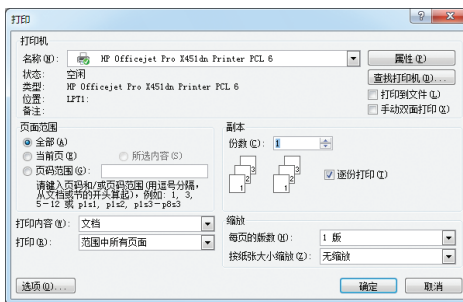 打印
打印机
名称(N): HP Officejet Pro X451dn Printer PCL 6 属性(P)
状态: 空闲 查找打印机(D)...
类型: HP Officejet Pro X451dn Printer PCL 6 打印到文件(L)
位置: LPT1: 手动双面打印(X)
备注:
页面范围
全部(A)
当前页(E) 所选内容(S)
页码范围(G):
请键入页码和/或页码范围(用逗号分隔,
从文档或节的开头算起),例如: 1, 3,
5-12 或 p1s1, p1s2, p1s3-p8s3
副本
份数(C): 1
1 2 3 1 2 3
逐份打印(T)
打印内容(W): 文档
打印(R): 范围中所有页面
缩放
每页的版数(H): 1 版
按纸张大小缩放(Z): 无缩放
选项(O)... 确定 取消